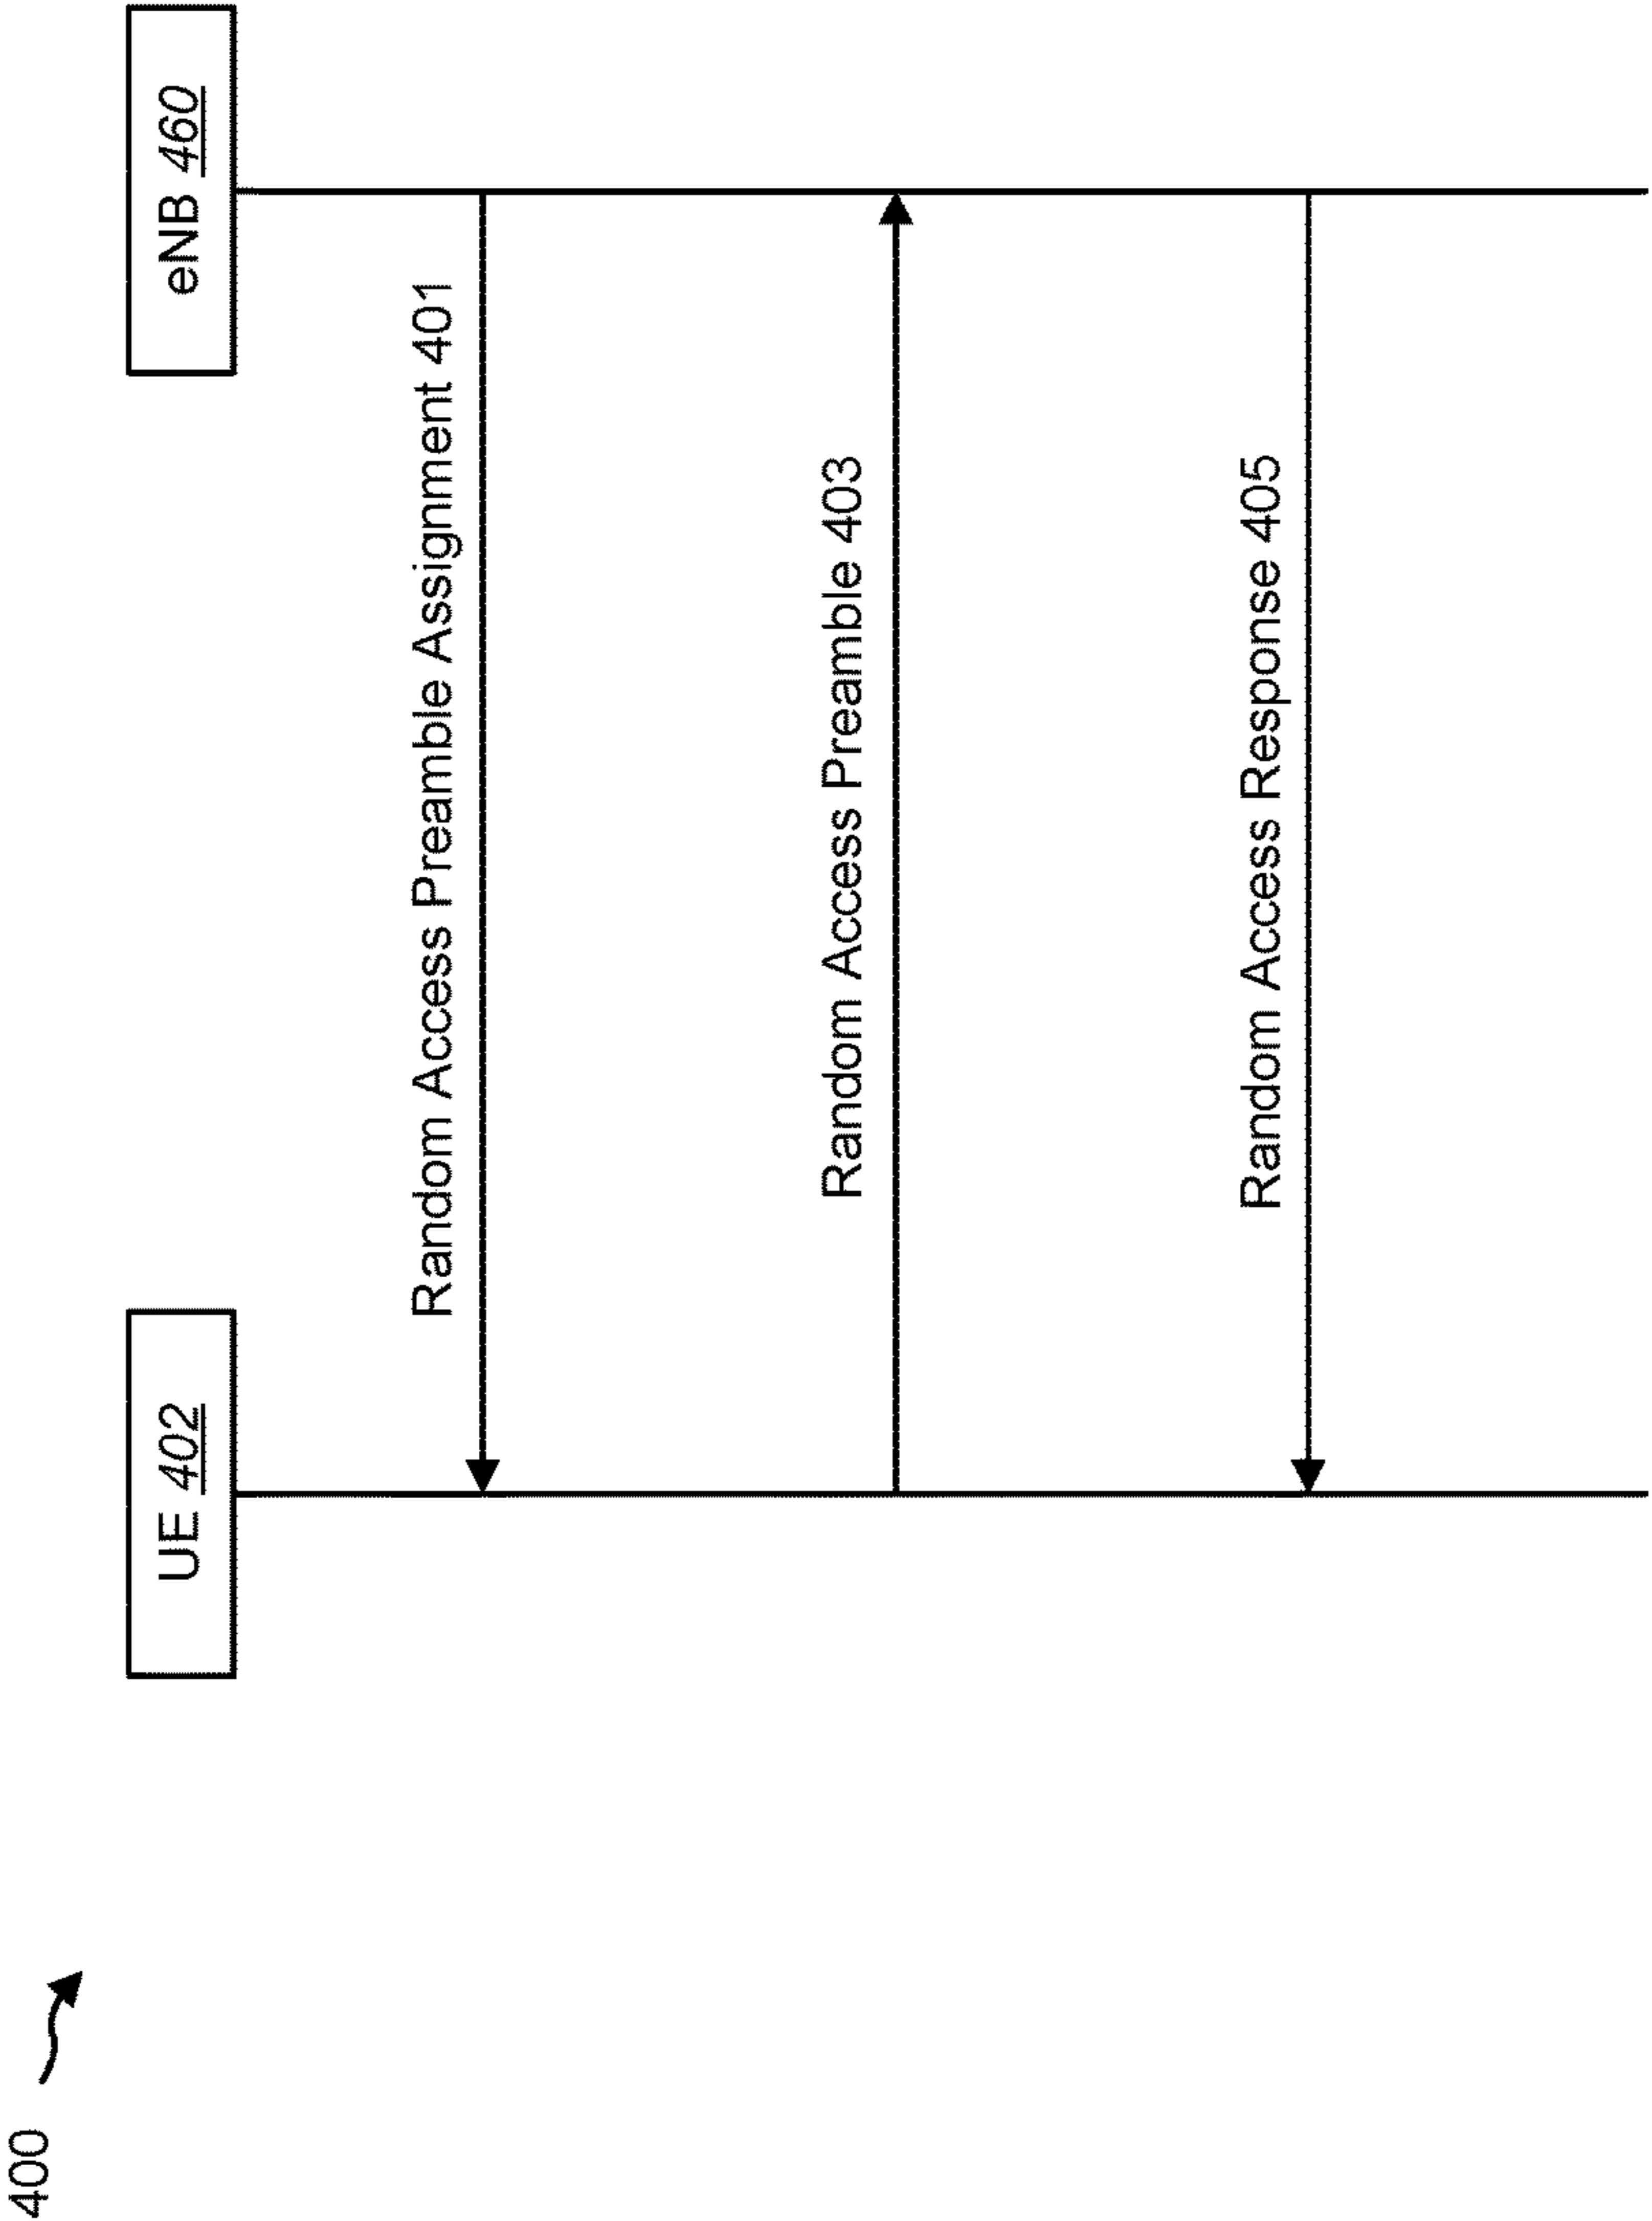 400
UE 402
eNB 460
Random Access Preamble Assignment 401
Random Access Preamble 403
Random Access Response 405